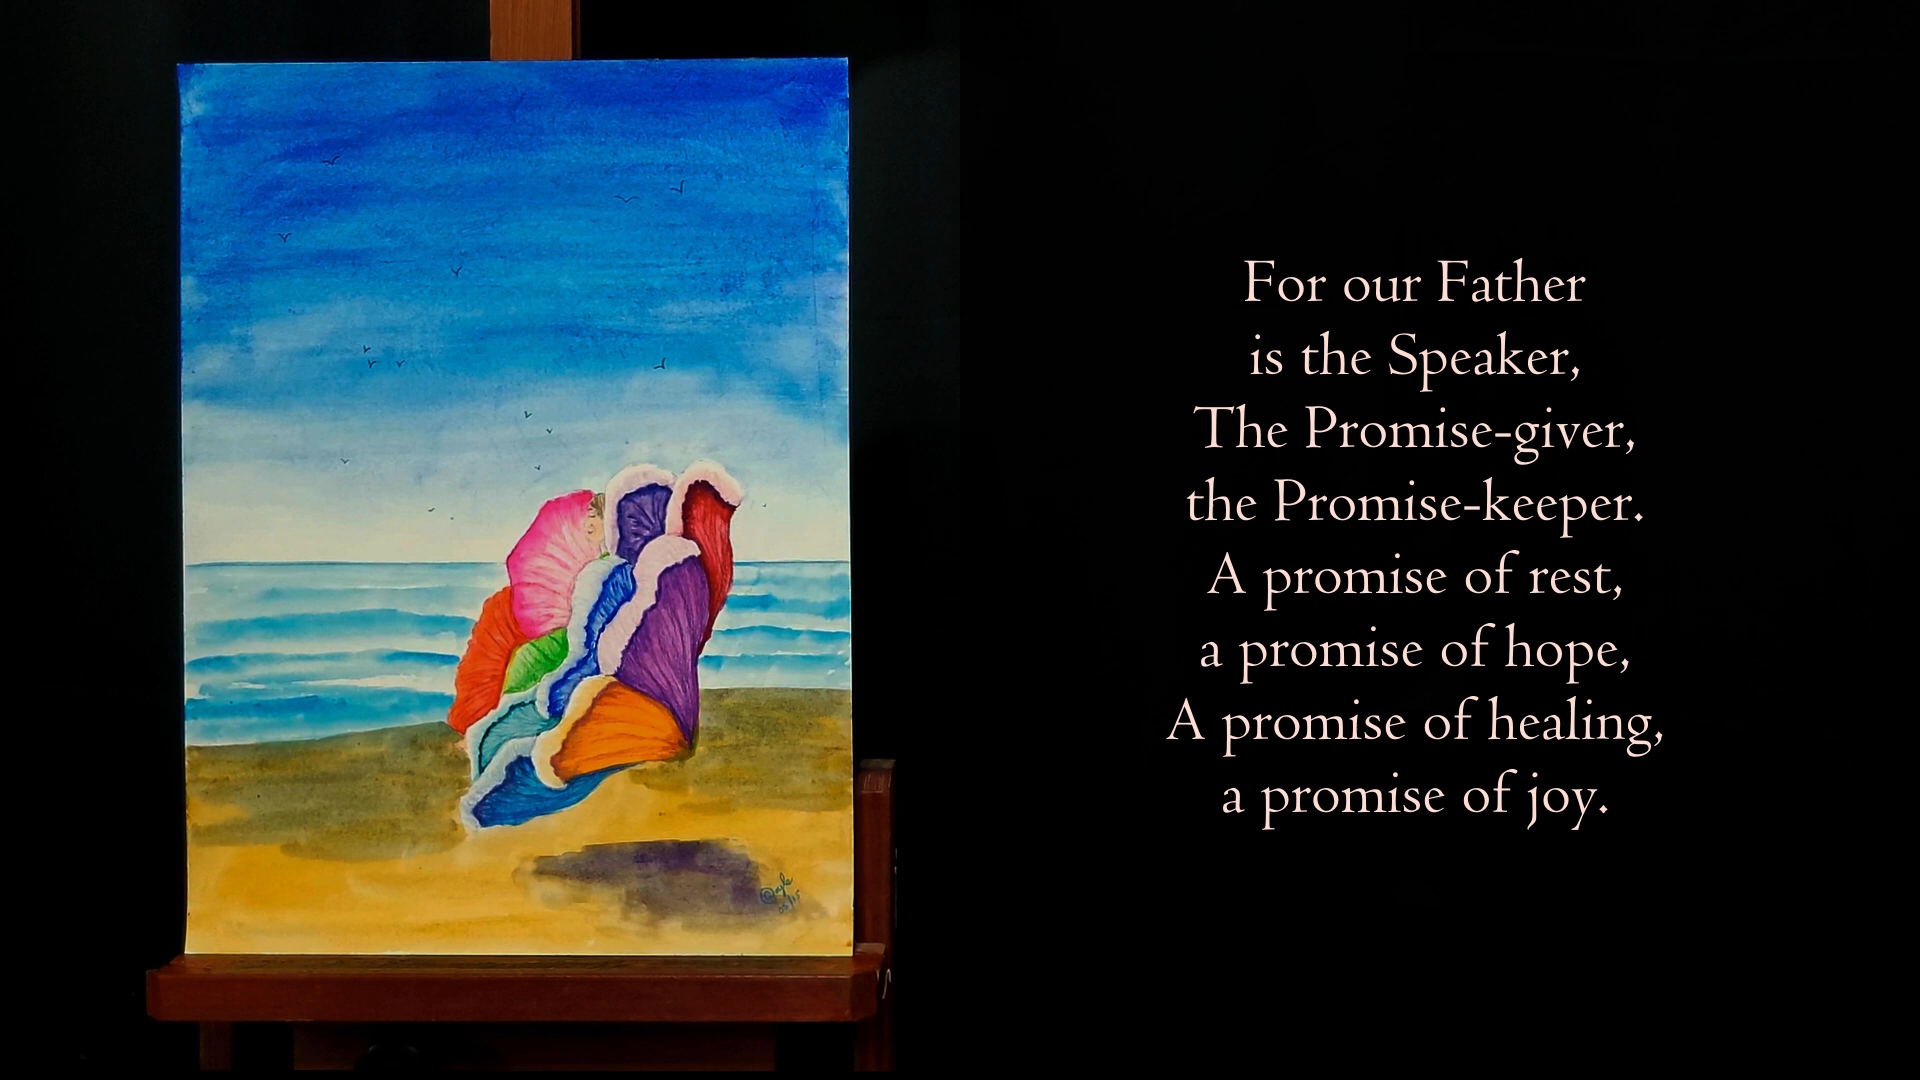 For our Father
is the Speaker,
The Promise-giver,
the Promise-keeper.
A promise of rest,
a promise of hope,
A promise of healing,
a promise of joy.